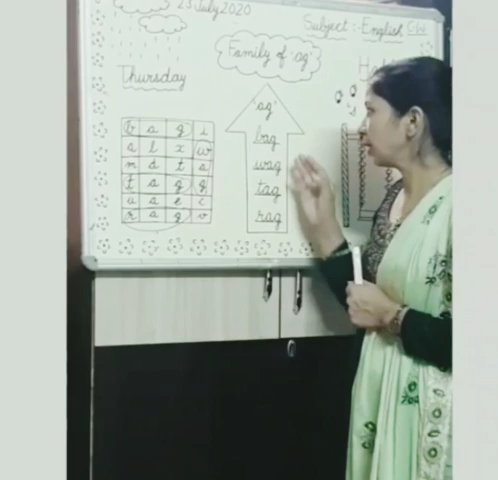 23 July 2020
Subject :- English C.W.
Family of 'ag'
Thursday
'ag'
bag
wag
tag
rag
b a g i
a l x w
m d t a
t a g g
u s e c
r a g v